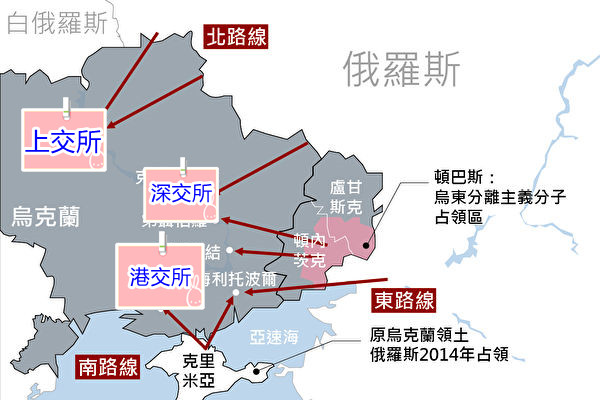 白俄羅斯
北路線
俄羅斯
上交所
深交所
盧甘
斯克
頓巴斯：
烏東分離主義分子
占領區
烏克蘭
頓內
茨克
結
港交所
利托波爾
東路線
亞速海
南路線
克里
米亞
原烏克蘭領土
俄羅斯2014年占領